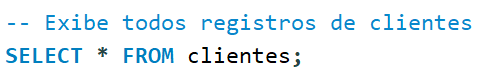 -- Exibe todos registros de clientes
SELECT * FROM clientes;